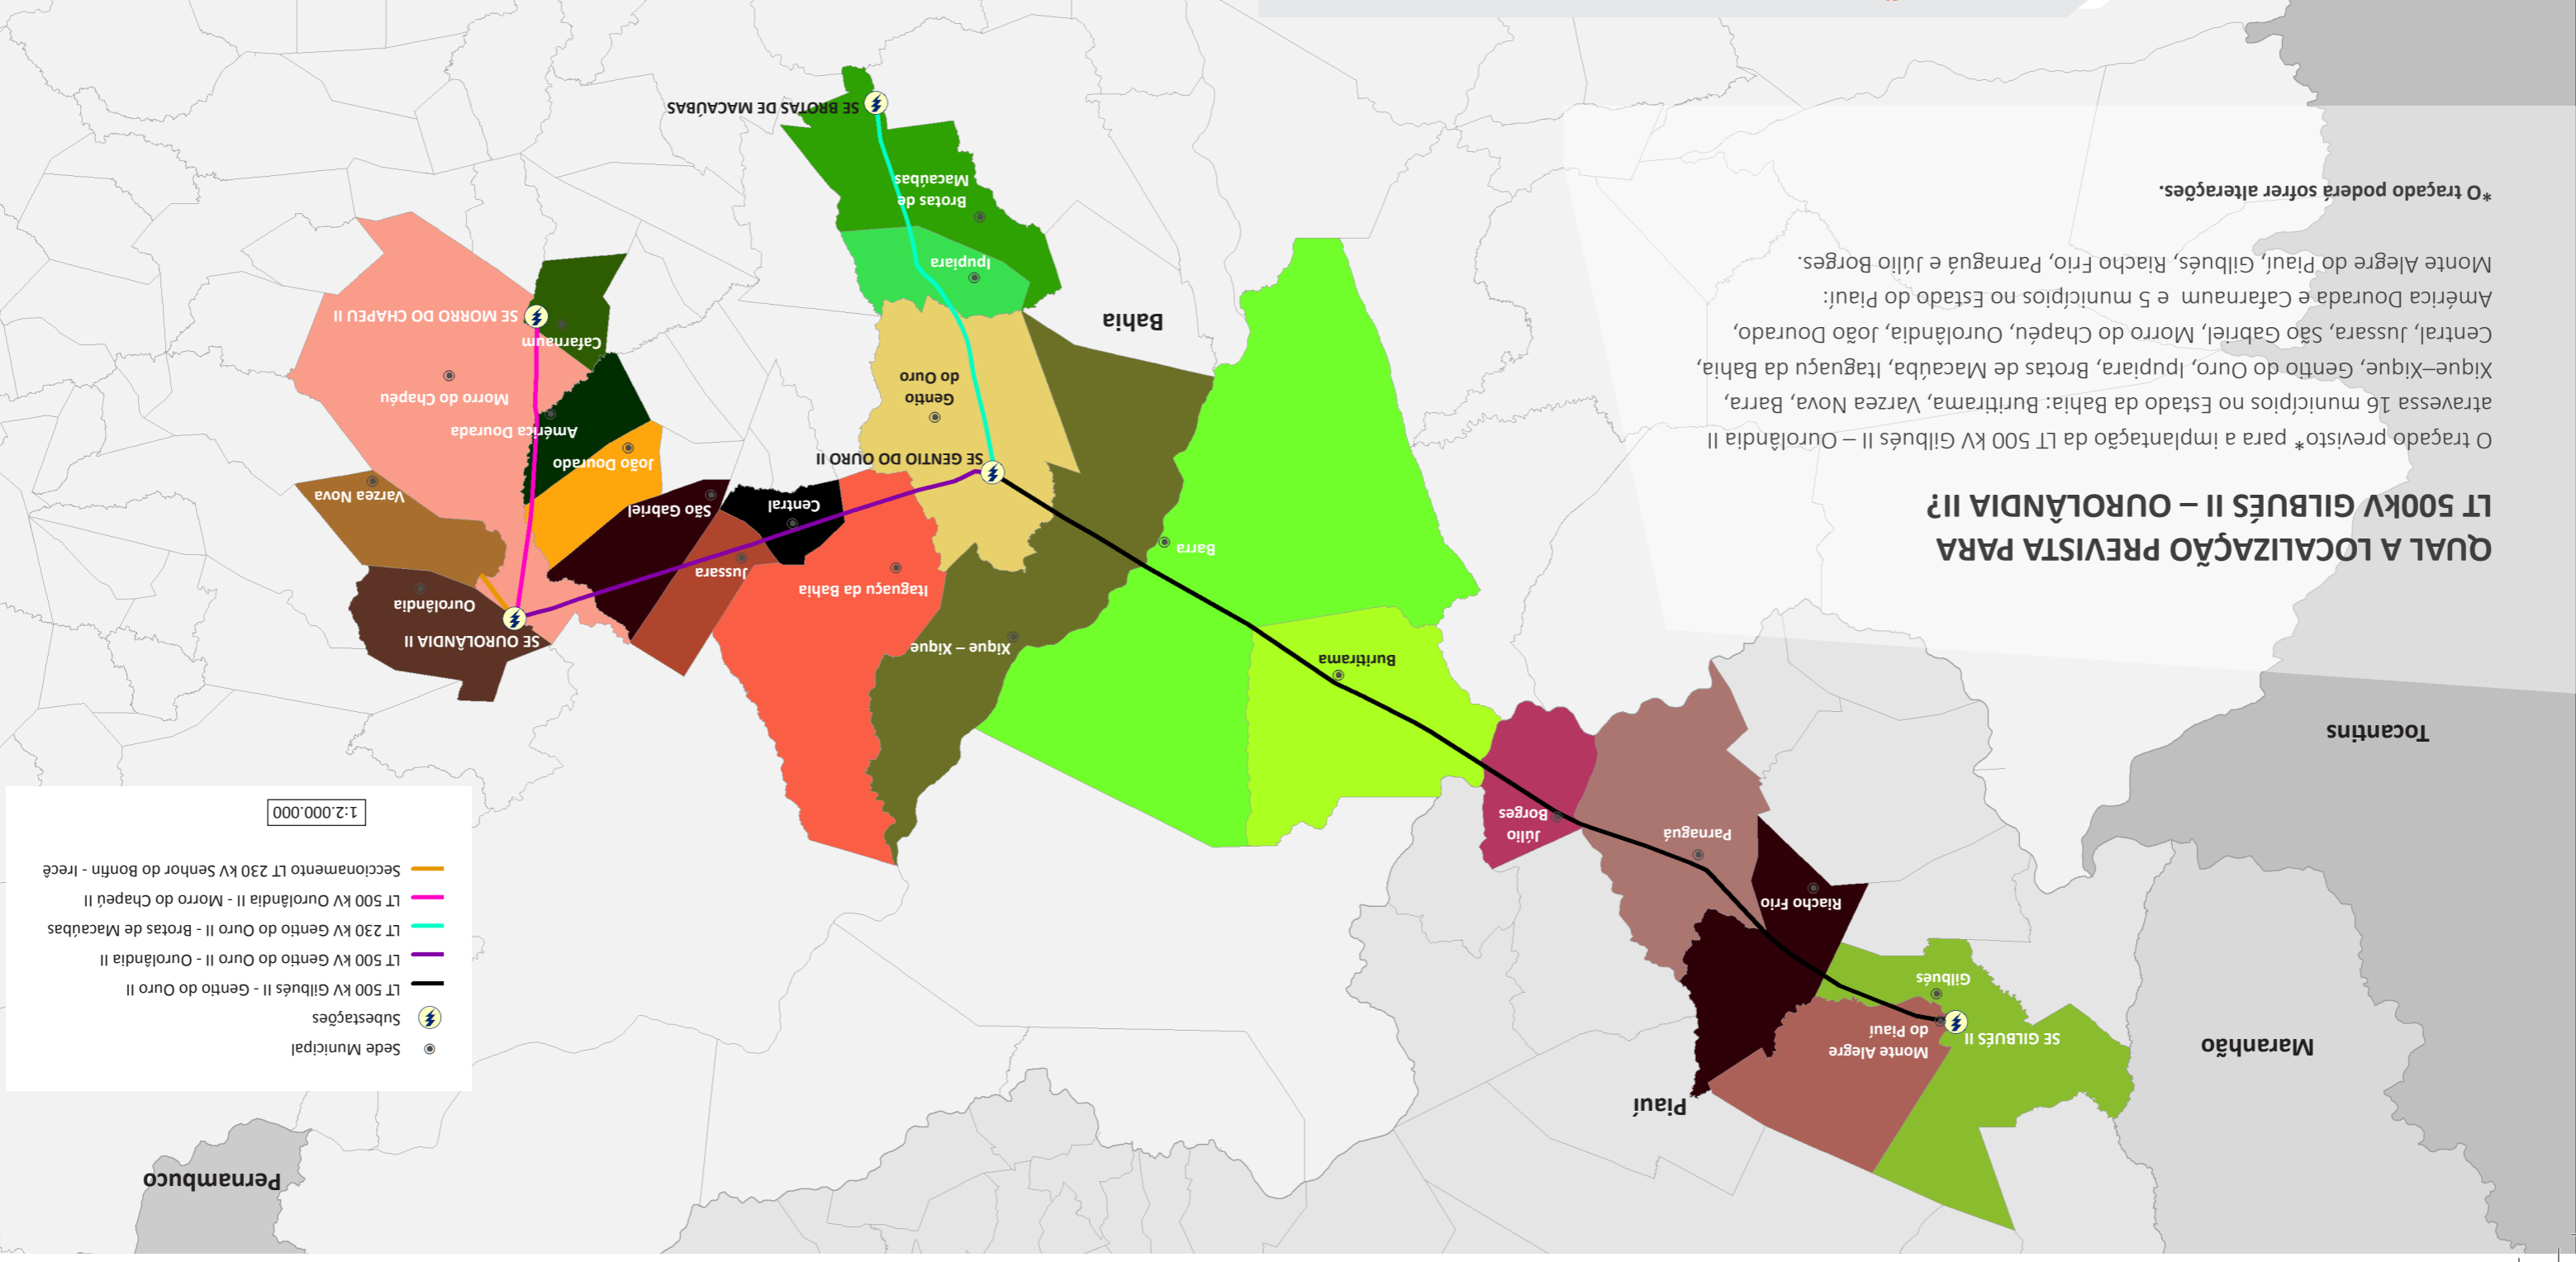 QUAL A LOCALIZAÇÃO PREVISTA PARA
LT 500kV GILBUÉS II – OUROLÂNDIA II?
O traçado previsto* para a implantação da LT 500 kV Gilbués II – Ourolândia II
atravessa 16 municípios no Estado da Bahia: Buritirama, Varzea Nova, Barra,
Xique–Xique, Gentio do Ouro, Ipupiara, Brotas de Macaúba, Itaguaçu da Bahia,
Central, Jussara, São Gabriel, Morro do Chapéu, Ourolândia, João Dourado,
América Dourada e Cafarnaum e 5 municípios no Estado do Piauí:
Monte Alegre do Piauí, Gilbués, Riacho Frio, Parnaguá e Júlio Borges.
*O traçado poderá sofrer alterações.
Maranhão
Tocantins
Piauí
Bahia
Pernambuco
SE GILBUÉS II
Monte Alegre
do Piauí
Gilbués
Riacho Frio
Parnaguá
Júlio
Borges
Buritirama
Barra
Xique – Xique
Itaguaçu da Bahia
SE GENTIO DO OURO II
Gentio
do Ouro
Ipupiara
Brotas de
Macaúbas
SE BROTAS DE MACAÚBAS
Central
Jussara
São Gabriel
João Dourado
América Dourada
Cafarnaum
Morro do Chapéu
SE MORRO DO CHAPEU II
Varzea Nova
Ourolândia
SE OUROLÂNDIA II
Sede Municipal
Subestações
LT 500 kV Gilbués II - Gentio do Ouro II
LT 500 kV Gentio do Ouro II - Ourolândia II
LT 230 kV Gentio do Ouro II - Brotas de Macaúbas
LT 500 kV Ourolândia II - Morro do Chapeú II
Seccionamento LT 230 kV Senhor do Bonfin - Irecê
1:2.000.000